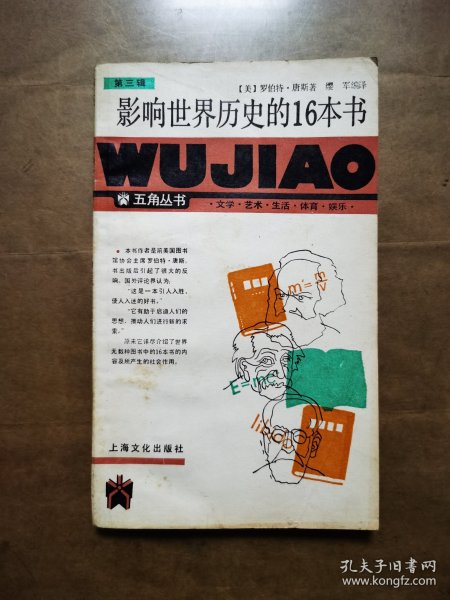 第三辑
【美】罗伯特·唐斯著 缨 军编译
影响世界历史的16本书
WUJIAO
五角丛书
·文学·艺术·生活·体育·娱乐·
本书作者是前美国图书
馆协会主席罗伯特·唐斯,
书出版后引起了很大的反
响。国外评论界认为:
“这是一本引人入胜,
使人入迷的好书。”
“它有助于启迪人们的
思想,推动人们进行新的求
索。”
原来它详尽介绍了世界
无数种图书中的16本书的内
容及所产生的社会作用。
m=m/v
E=mc
上海文化出版社
孔夫子旧书网
www.kongfz.com